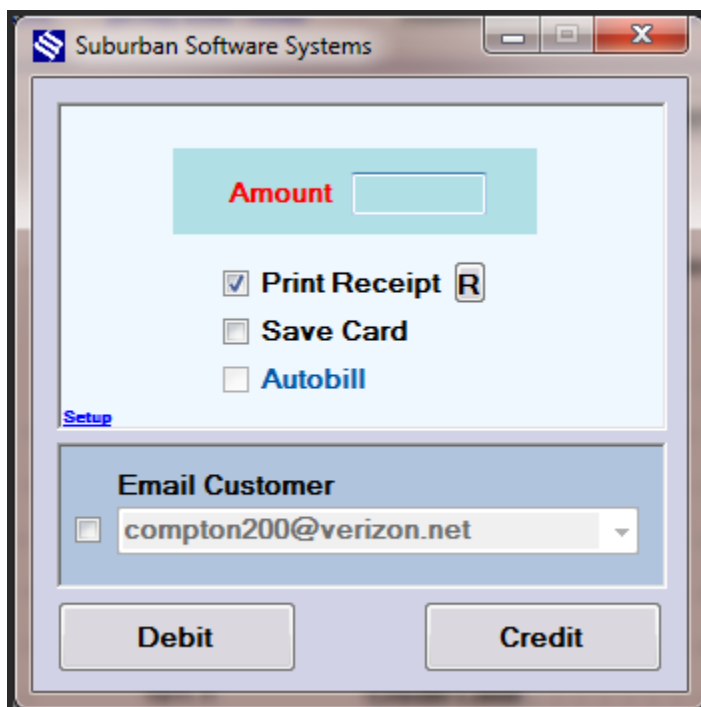 Suburban Software Systems
Amount
Print Receipt R
Save Card
Autobill
Setup
Email Customer
compton200@verizon.net
Debit Credit